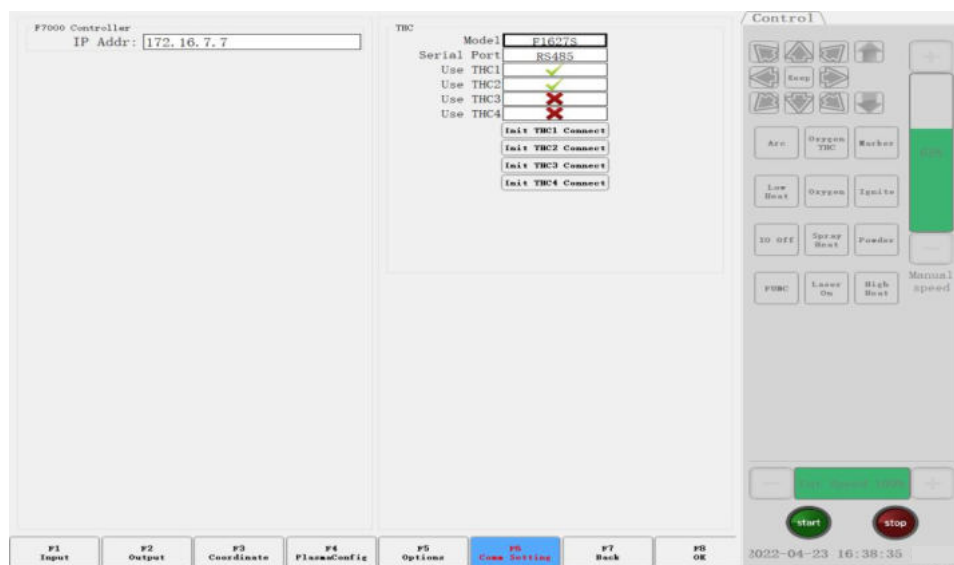 F7000 Controller
IP Addr: 172.16.7.7
THC
Model F1627S
Serial Port RS485
Use THC1
Use THC2
Use THC3
Use THC4
Init THC1 Connect
Init THC2 Connect
Init THC3 Connect
Init THC4 Connect
Control
Keep
Arc
Oxygen THC
Marker
Low Heat
Oxygen
Ignite
IO Off
Spray Heat
Powder
FUNC
Laser On
High Heat
Manual speed
start
stop
F1 Input
F2 Output
F3 Coordinate
F4 PlasmaConfig
F5 Options
F6 Comm Setting
F7 Back
F8 OK
2022-04-23 16:38:35